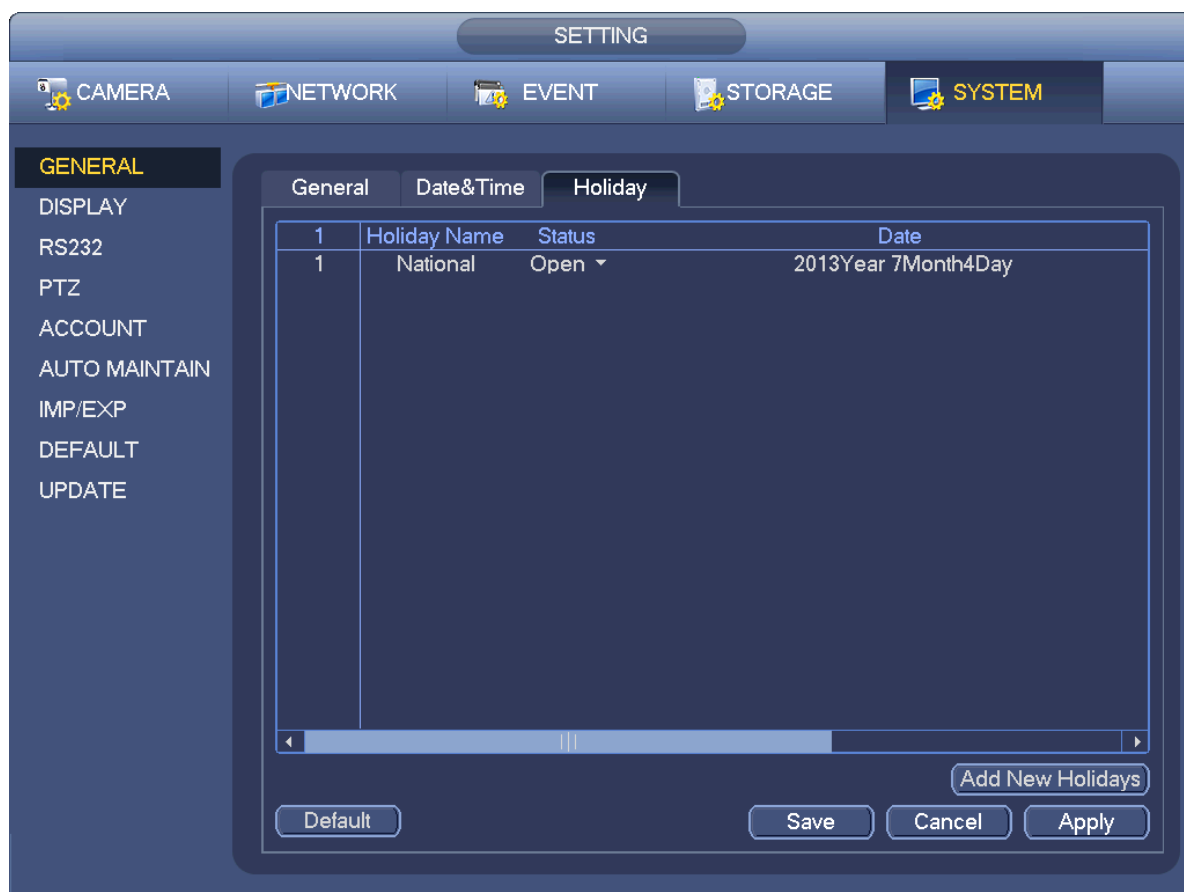 SETTING
CAMERA NETWORK EVENT STORAGE SYSTEM
GENERAL
DISPLAY
RS232
PTZ
ACCOUNT
AUTO MAINTAIN
IMP/EXP
DEFAULT
UPDATE
General Date&Time Holiday
1 Holiday Name Status Date
1 National Open 2013Year 7Month4Day
Add New Holidays
Default Save Cancel Apply